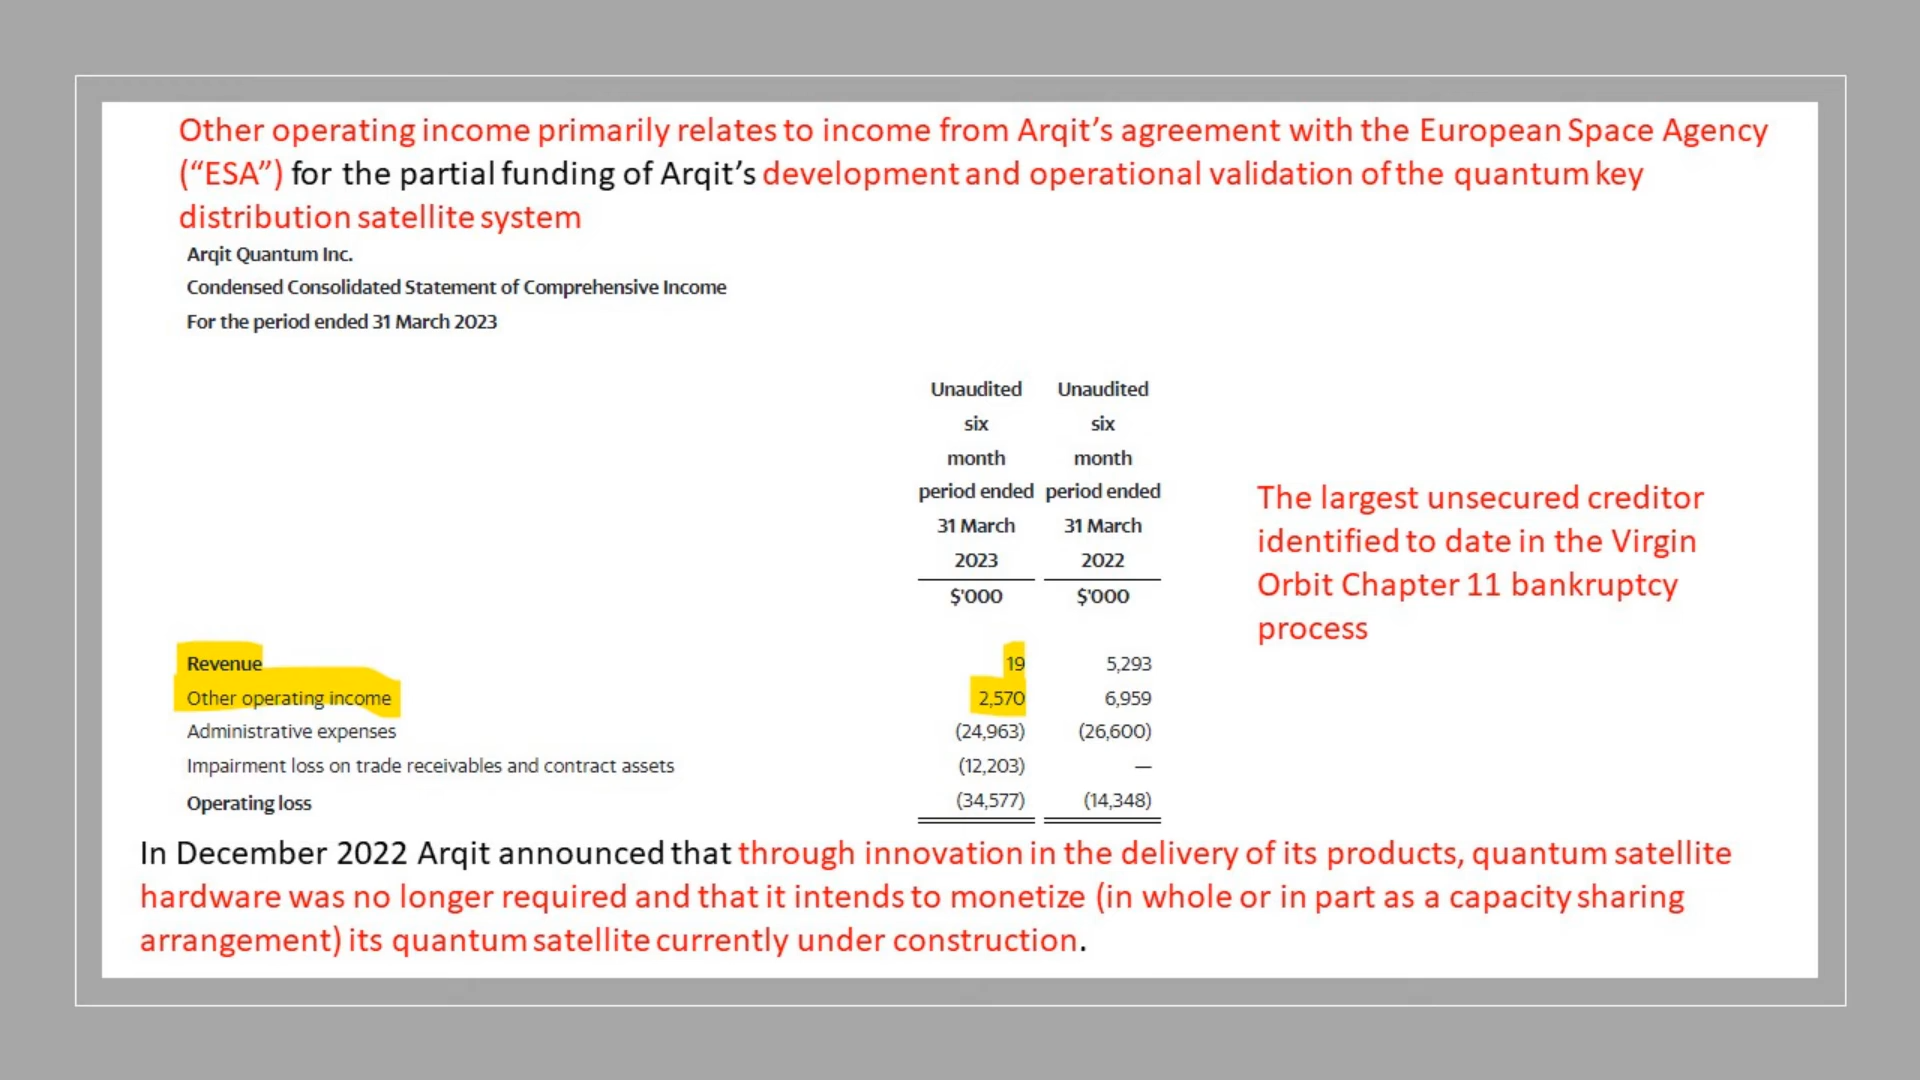 Other operating income primarily relates to income from Arqit’s agreement with the European Space Agency
(“ESA”) for the partial funding of Arqit’s development and operational validation of the quantum key
distribution satellite system
Arqit Quantum Inc.
Condensed Consolidated Statement of Comprehensive Income
For the period ended 31 March 2023
Unaudited Unaudited
six six
month month
period ended period ended
31 March 31 March
2023 2022
$'000 $'000
The largest unsecured creditor
identified to date in the Virgin
Orbit Chapter 11 bankruptcy
process
Revenue 19 5,293
Other operating income 2,570 6,959
Administrative expenses (24,963) (26,600)
Impairment loss on trade receivables and contract assets (12,203) —
Operating loss (34,577) (14,348)
In December 2022 Arqit announced that through innovation in the delivery of its products, quantum satellite
hardware was no longer required and that it intends to monetize (in whole or in part as a capacity sharing
arrangement) its quantum satellite currently under construction.